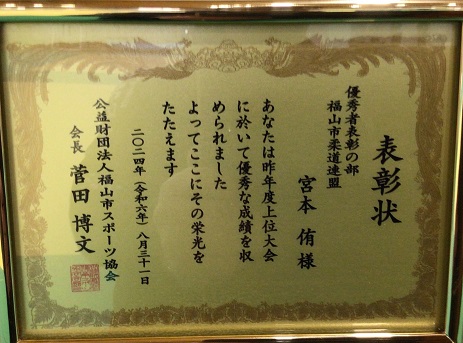 表彰状
優秀者表彰の部
福山市柔道連盟
宮本 侑様
あなたは昨年度上位大会
に於いて優秀な成績を収
められました
よってここにその栄光を
たたえます
二〇二四年（令和六年）八月三十一日
公益財団法人福山市スポーツ協会
会長 菅田 博文